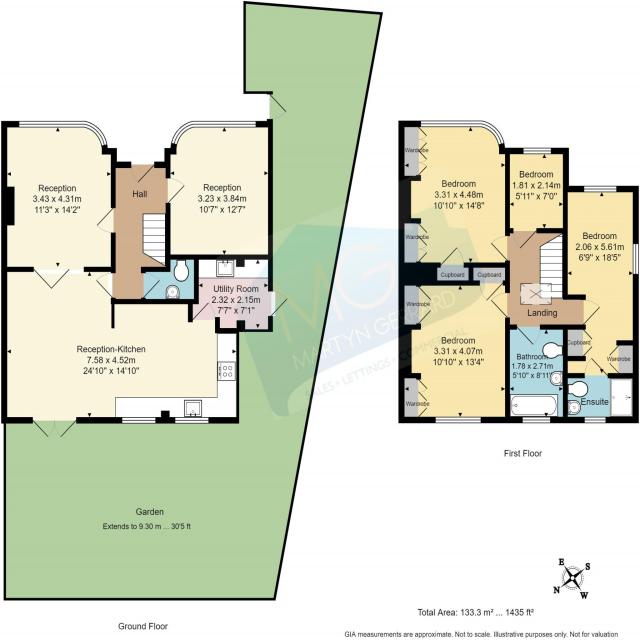 Reception
3.43 x 4.31m
11'3" x 14'2"
Hall
Reception
3.23 x 3.84m
10'7" x 12'7"
Utility Room
2.32 x 2.15m
7'7" x 7'1"
Reception-Kitchen
7.58 x 4.52m
24'10" x 14'10"
Garden
Extends to 9.30 m ... 30'5 ft
Ground Floor
Wardrobe
Bedroom
3.31 x 4.48m
10'10" x 14'8"
Wardrobe
Bedroom
1.81 x 2.14m
5'11" x 7'0"
Bedroom
2.06 x 5.61m
6'9" x 18'5"
Cupboard
Cupboard
Wardrobe
Bedroom
3.31 x 4.07m
10'10" x 13'4"
Wardrobe
Landing
Bathroom
1.78 x 2.71m
5'10" x 8'11"
Cupboard
Wardrobe
Ensuite
First Floor
MG
MARTYN GERRARD
SALES • LETTINGS • COMMERCIAL
E
S
N
W
Total Area: 133.3 m² ... 1435 ft²
GIA measurements are approximate. Not to scale. Illustrative purposes only. Not for valuation